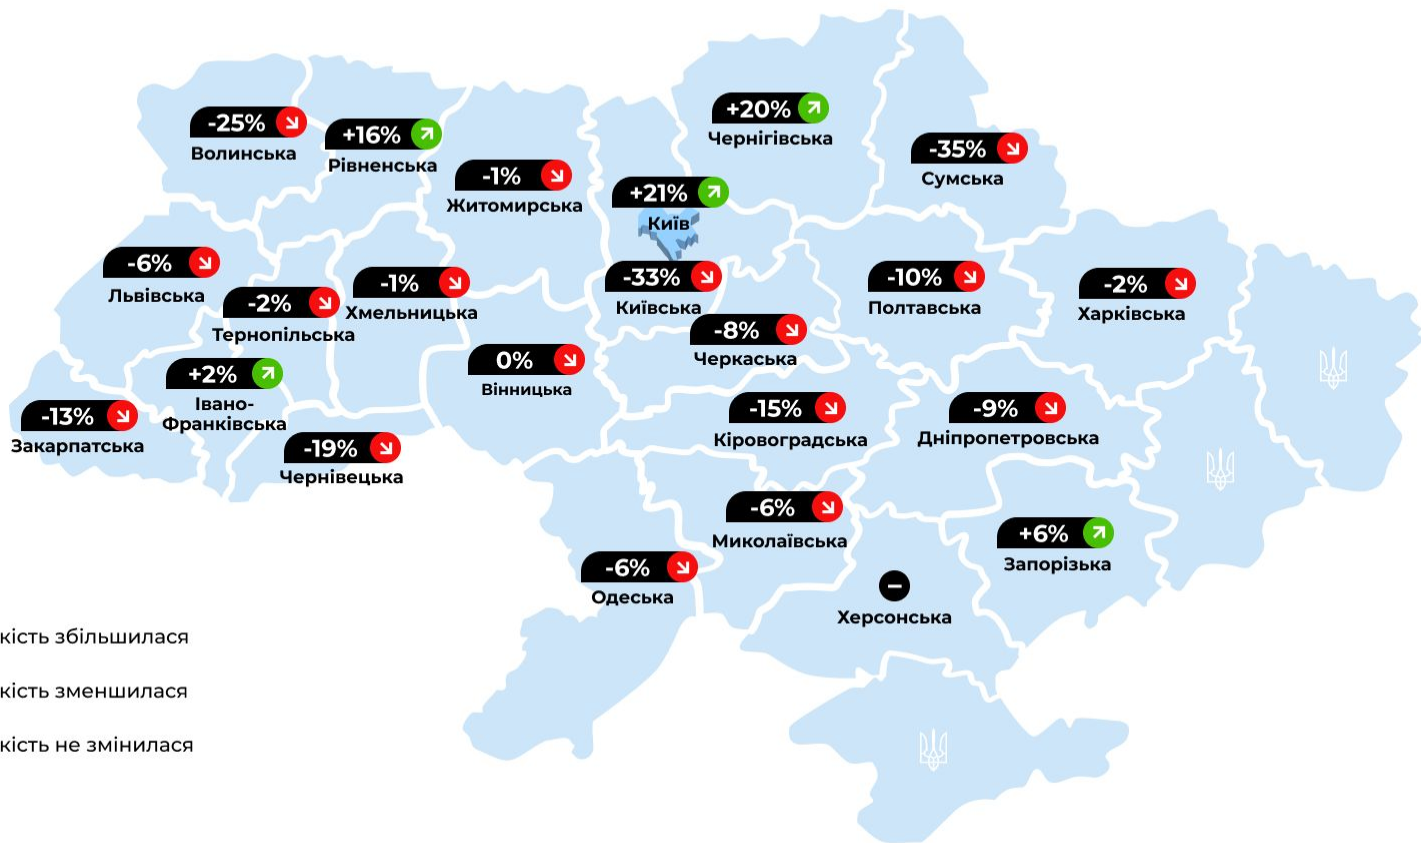 +20%
Чернігівська
-25%
Волинська
+16%
Рівненська
-35%
Сумська
-1%
Житомирська
+21%
Київ
-6%
Львівська
-2%
Тернопільська
-1%
Хмельницька
-33%
Київська
-10%
Полтавська
-2%
Харківська
-8%
Черкаська
0%
Вінницька
+2%
Івано-
Франківська
-13%
Закарпатська
-19%
Чернівецька
-15%
Кіровоградська
-9%
Дніпропетровська
-6%
Миколаївська
+6%
Запорізька
-6%
Одеська
Херсонська
кість збільшилася
кість зменшилася
кість не змінилася